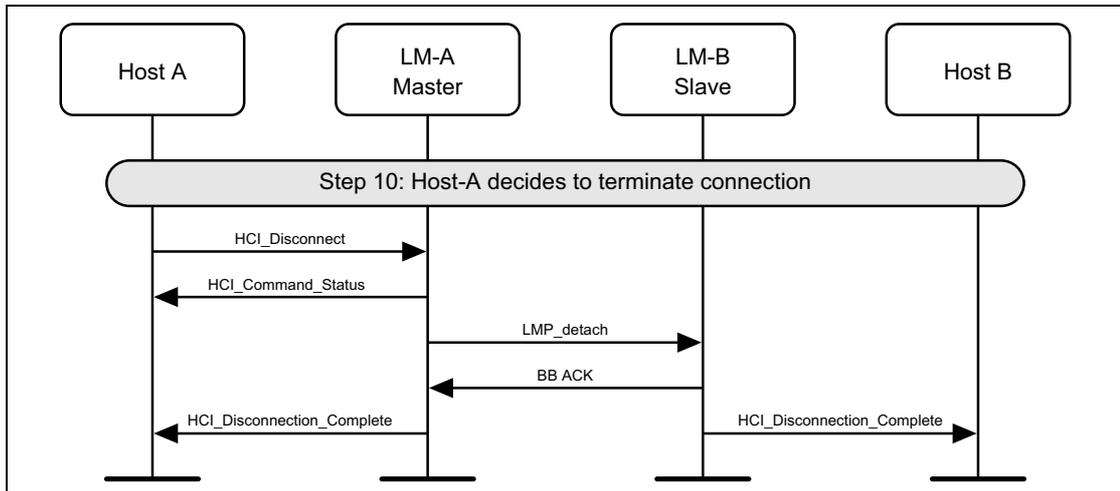 Host A
LM-A
Master
LM-B
Slave
Host B
Step 10: Host-A decides to terminate connection
HCI_Disconnect
HCI_Command_Status
LMP_detach
BB ACK
HCI_Disconnection_Complete
HCI_Disconnection_Complete